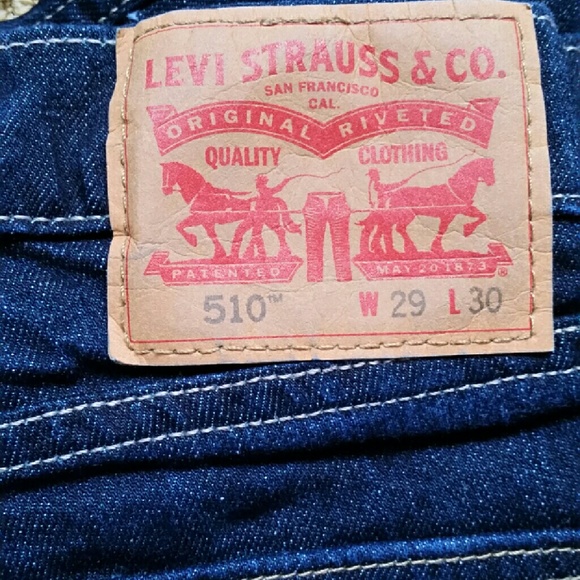 LEVI STRAUSS & CO.
SAN FRANCISCO
CAL.
ORIGINAL RIVETED
QUALITY CLOTHING
PATENTED MAY 20 1873 ®
510™ W 29 L 30